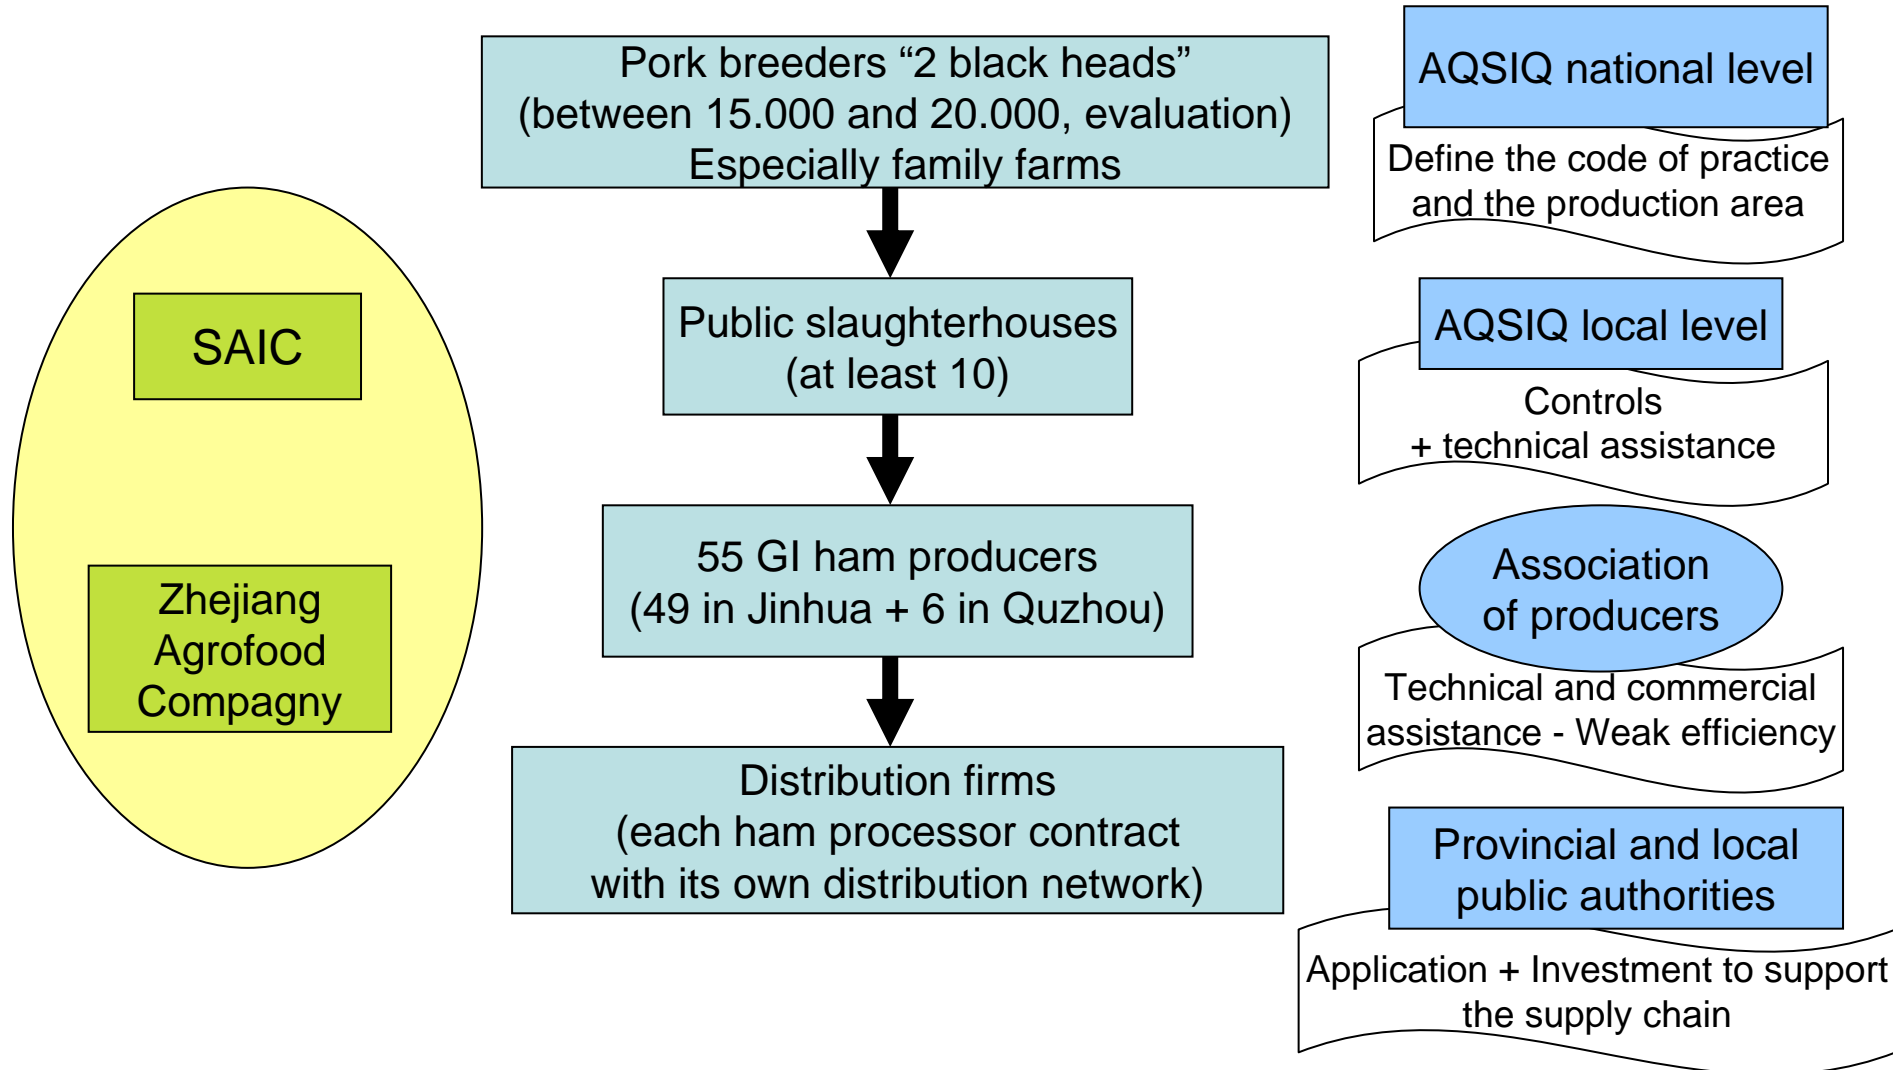 Pork breeders “2 black heads”
(between 15.000 and 20.000, evaluation)
Especially family farms
Public slaughterhouses
(at least 10)
55 GI ham producers
(49 in Jinhua + 6 in Quzhou)
Distribution firms
(each ham processor contract
with its own distribution network)
SAIC
Zhejiang
Agrofood
Compagny
AQSIQ national level
Define the code of practice
and the production area
AQSIQ local level
Controls
+ technical assistance
Association
of producers
Technical and commercial
assistance - Weak efficiency
Provincial and local
public authorities
Application + Investment to support
the supply chain